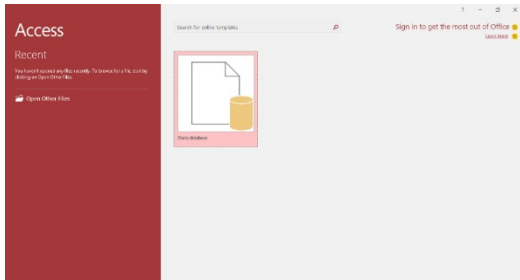 Access
Recent
You haven't opened any files recently. To browse for a file, start by
clicking on Open Other Files.
Open Other Files
Search for online templates
?
Sign in to get the most out of Office
Learn more
database